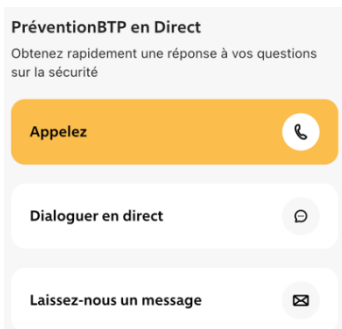 PréventionBTP en Direct
Obtenez rapidement une réponse à vos questions
sur la sécurité
Appelez
Dialoguer en direct
Laissez-nous un message